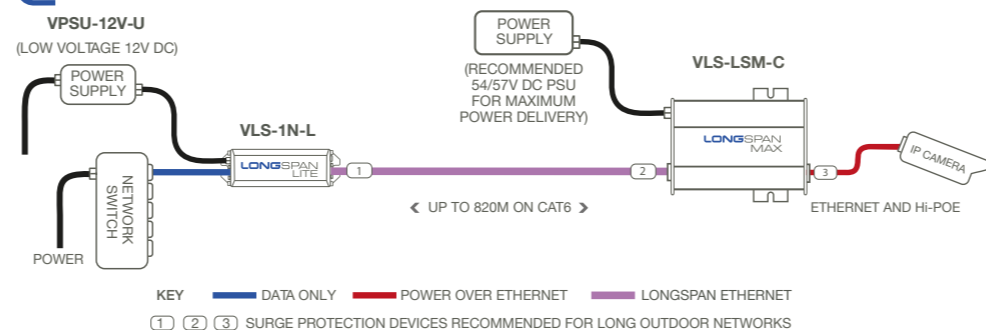 VPSU-12V-U
(LOW VOLTAGE 12V DC)
POWER
SUPPLY
POWER
SUPPLY
(RECOMMENDED
54/57V DC PSU
FOR MAXIMUM
POWER DELIVERY)
VLS-LSM-C
VLS-1N-L
LONGSPAN
LITE
LONGSPAN
MAX
1
2
3
IP CAMERA
NETWORK
SWITCH
POWER
< UP TO 820M ON CAT6 >
ETHERNET AND Hi-POE
KEY DATA ONLY POWER OVER ETHERNET LONGSPAN ETHERNET
1 2 3 SURGE PROTECTION DEVICES RECOMMENDED FOR LONG OUTDOOR NETWORKS